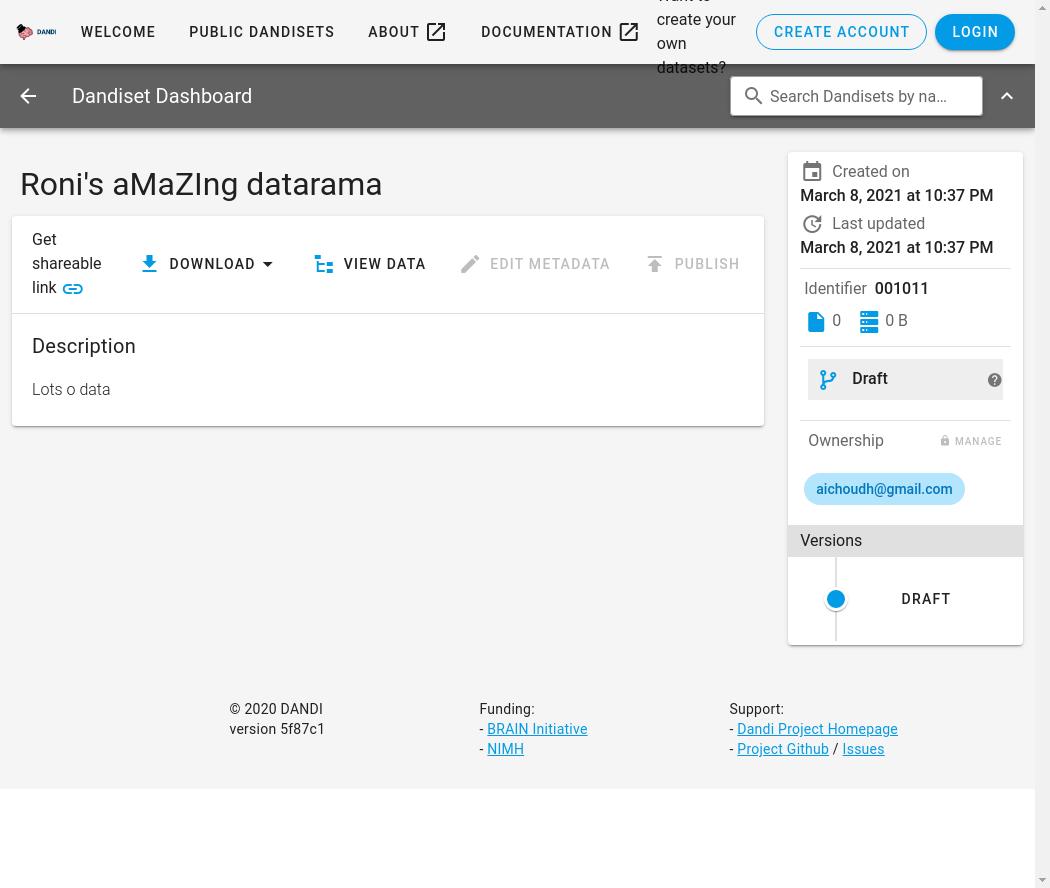 DANDI
WELCOME
PUBLIC DANDISETS
ABOUT
DOCUMENTATION
create your
own
datasets?
CREATE ACCOUNT
LOGIN
Dandiset Dashboard
Search Dandisets by na…
Roni's aMaZIng datarama
Get
shareable
link
DOWNLOAD
VIEW DATA
EDIT METADATA
PUBLISH
Description
Lots o data
Created on
March 8, 2021 at 10:37 PM
Last updated
March 8, 2021 at 10:37 PM
Identifier 001011
0
0 B
Draft
Ownership
MANAGE
aichoudh@gmail.com
Versions
DRAFT
© 2020 DANDI
version 5f87c1
Funding:
- BRAIN Initiative
- NIMH
Support:
- Dandi Project Homepage
- Project Github / Issues